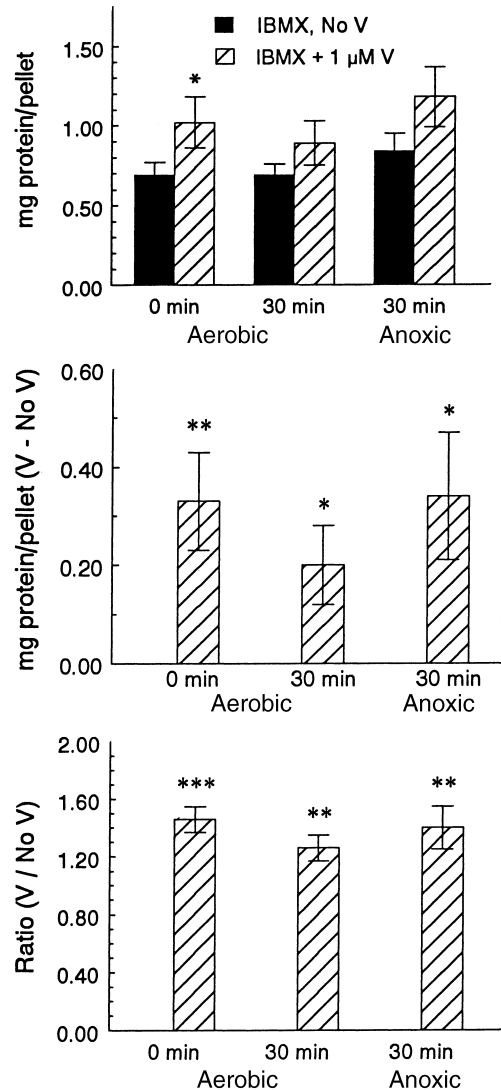 IBMX, No V
IBMX + 1 µM V
mg protein/pellet
1.50
1.00
0.50
0.00
*
0 min
30 min
30 min
Aerobic
Anoxic
mg protein/pellet (V - No V)
0.60
0.40
0.20
0.00
**
*
*
0 min
30 min
30 min
Aerobic
Anoxic
Ratio (V / No V)
2.00
1.60
1.20
0.80
0.40
0.00
***
**
**
0 min
30 min
30 min
Aerobic
Anoxic